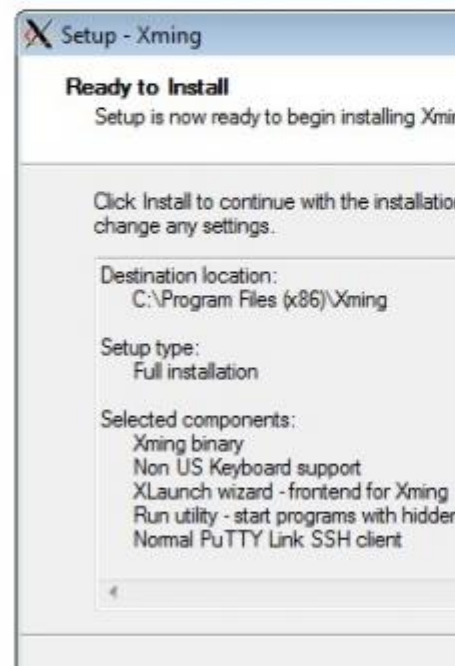 Setup - Xming
Ready to Install
Setup is now ready to begin installing
Click Install to continue with the
change any settings.
Destination location:
C:\Program Files (x86)\Xming
Setup type:
Full installation
Selected components:
Xming binary
Non US Keyboard support
XLaunch wizard - frontend for Xming
Run utility - start programs with
Normal PuTTY Link SSH client